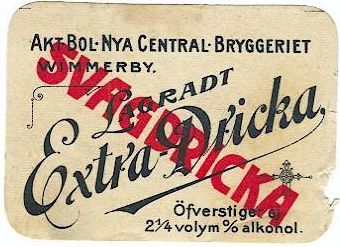 AKT·BOL·NYA CENTRAL·BRYGGERIET
WIMMERBY.
LAGRADT
Extra-Dricka.
SVAGDRICKA
Öfverstiger ej
2¼ volym % alkohol.